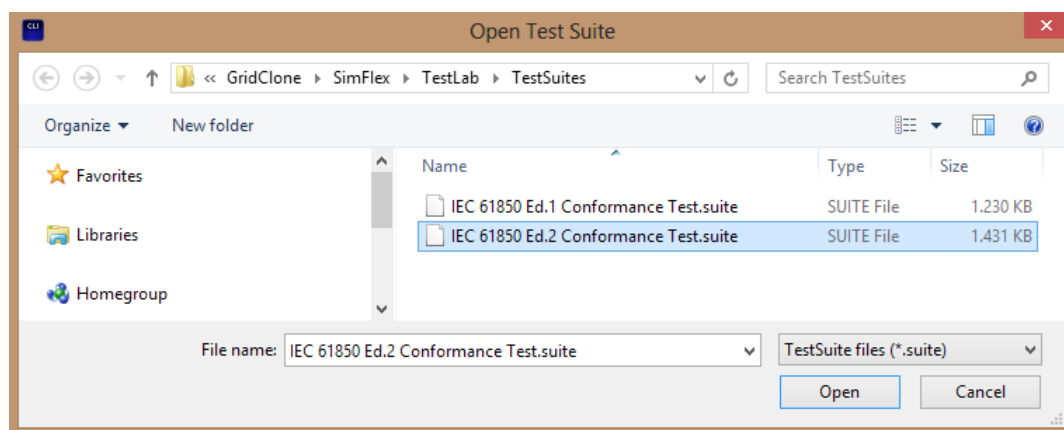 CLI Open Test Suite ×
« GridClone SimFlex TestLab TestSuites Search TestSuites
Organize New folder
Name Type Size
Favorites
IEC 61850 Ed.1 Conformance Test.suite SUITE File 1.230 KB
Libraries IEC 61850 Ed.2 Conformance Test.suite SUITE File 1.431 KB
Homegroup
File name: IEC 61850 Ed.2 Conformance Test.suite TestSuite files (*.suite)
Open Cancel